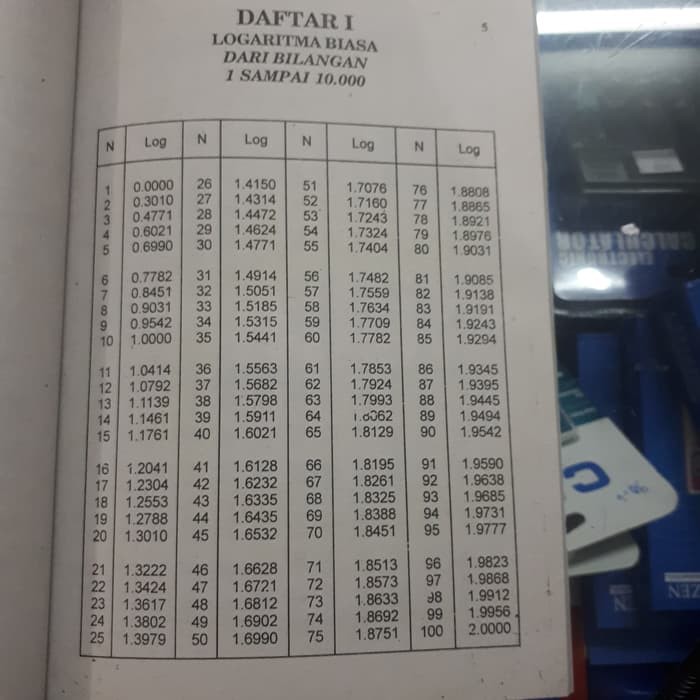 DAFTAR I
5
LOGARITMA BIASA
DARI BILANGAN
1 SAMPAI 10.000
N Log N Log N Log N Log
1 0.0000 26 1.4150 51 1.7076 76 1.8808
2 0.3010 27 1.4314 52 1.7160 77 1.8865
3 0.4771 28 1.4472 53 1.7243 78 1.8921
4 0.6021 29 1.4624 54 1.7324 79 1.8976
5 0.6990 30 1.4771 55 1.7404 80 1.9031
6 0.7782 31 1.4914 56 1.7482 81 1.9085
7 0.8451 32 1.5051 57 1.7559 82 1.9138
8 0.9031 33 1.5185 58 1.7634 83 1.9191
9 0.9542 34 1.5315 59 1.7709 84 1.9243
10 1.0000 35 1.5441 60 1.7782 85 1.9294
11 1.0414 36 1.5563 61 1.7853 86 1.9345
12 1.0792 37 1.5682 62 1.7924 87 1.9395
13 1.1139 38 1.5798 63 1.7993 88 1.9445
14 1.1461 39 1.5911 64 1.8062 89 1.9494
15 1.1761 40 1.6021 65 1.8129 90 1.9542
16 1.2041 41 1.6128 66 1.8195 91 1.9590
17 1.2304 42 1.6232 67 1.8261 92 1.9638
18 1.2553 43 1.6335 68 1.8325 93 1.9685
19 1.2788 44 1.6435 69 1.8388 94 1.9731
20 1.3010 45 1.6532 70 1.8451 95 1.9777
21 1.3222 46 1.6628 71 1.8513 96 1.9823
22 1.3424 47 1.6721 72 1.8573 97 1.9868
23 1.3617 48 1.6812 73 1.8633 98 1.9912
24 1.3802 49 1.6902 74 1.8692 99 1.9956
25 1.3979 50 1.6990 75 1.8751 100 2.0000
ELECTRONIC
CALCULATOR